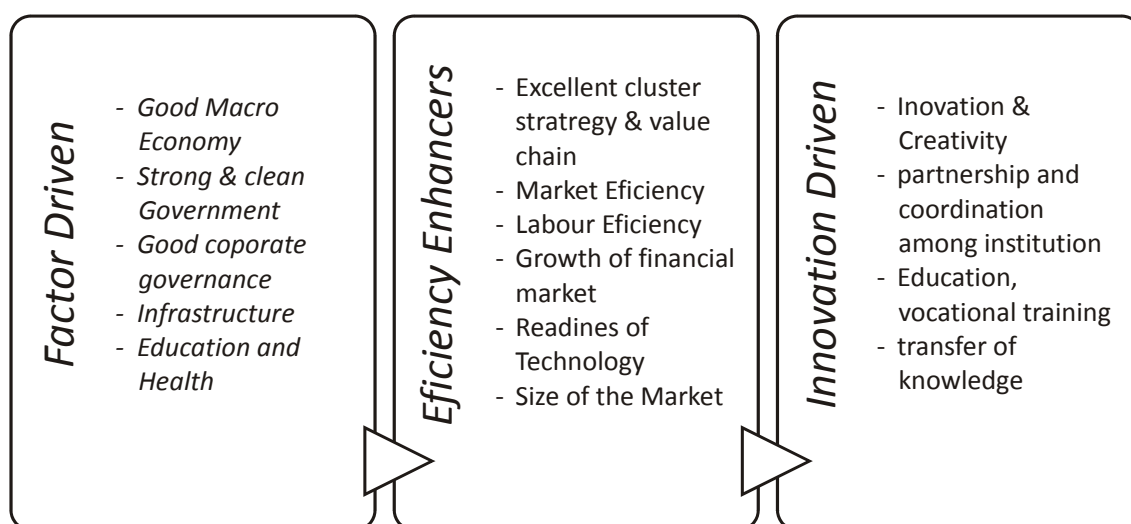 Factor Driven
- Good Macro
Economy
- Strong & clean
Government
- Good coporate
governance
- Infrastructure
- Education and
Health
Eficiency Enhancers
- Excellent cluster
stratregy & value
chain
- Market Eficiency
- Labour Eficiency
- Growth of financial
market
- Readines of
Technology
- Size of the Market
Innovation Driven
- Inovation &
Creativity
- partnership and
coordination
among institution
- Education,
vocational training
- transfer of
knowledge